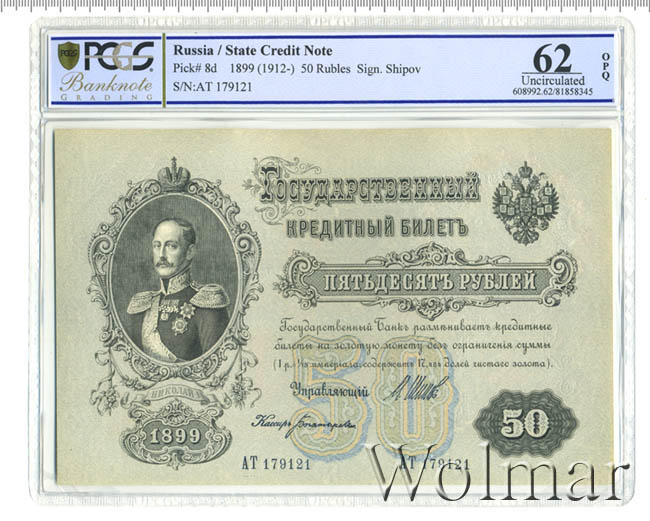 PCGS
Banknote
GRADING
Russia / State Credit Note
Pick# 8d 1899 (1912-) 50 Rubles Sign. Shipov
S/N:AT 179121
62
OPQ
Uncirculated
608992.62/81858345
Государственный
кредитный билетъ
пятьдесятъ рублей
Государственный Банкъ размѣниваетъ кредитные
билеты на золотую монету безъ ограниченія суммы
(1 р. = 1/15 имперіала, содержитъ 17,424 долей чистаго золота).
Управляющій
Кассиръ
50
НИКОЛАЙ I
1899
50
АТ 179121
АТ 179121
Wolmar